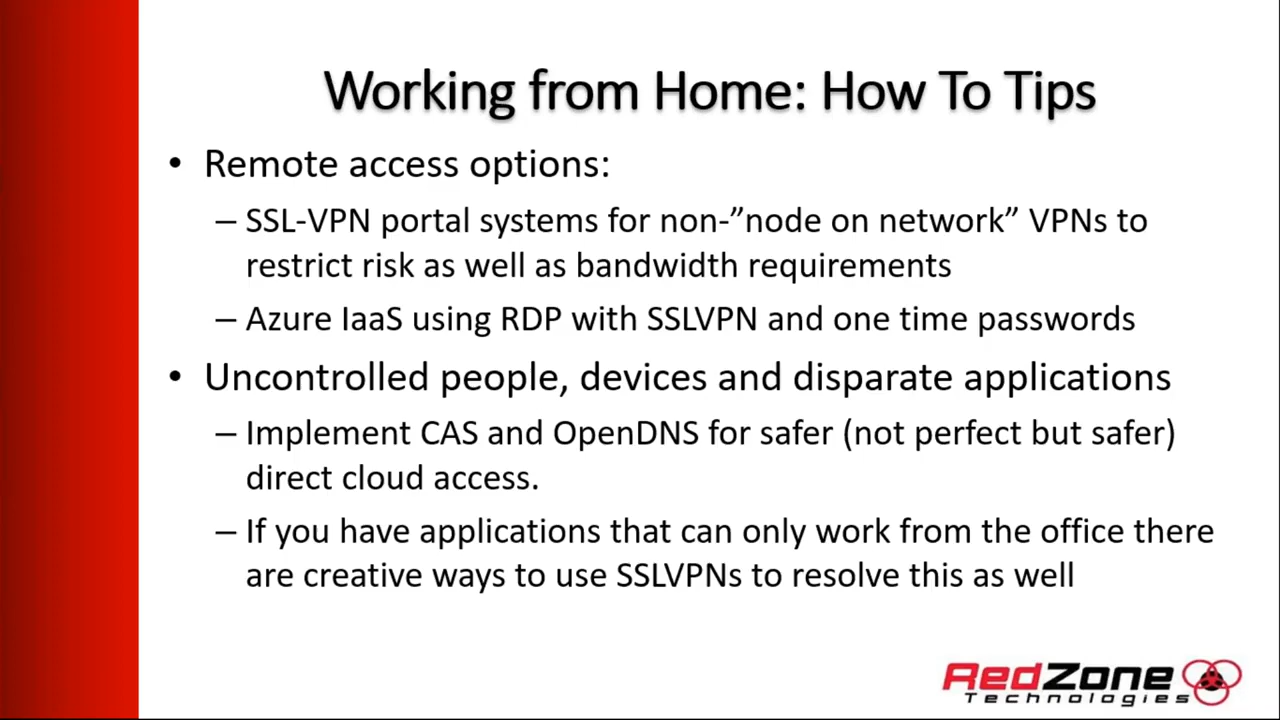 Working from Home: How To Tips
• Remote access options:
– SSL-VPN portal systems for non-”node on network” VPNs to
restrict risk as well as bandwidth requirements
– Azure IaaS using RDP with SSLVPN and one time passwords
• Uncontrolled people, devices and disparate applications
– Implement CAS and OpenDNS for safer (not perfect but safer)
direct cloud access.
– If you have applications that can only work from the office there
are creative ways to use SSLVPNs to resolve this as well
RedZone
Technologies